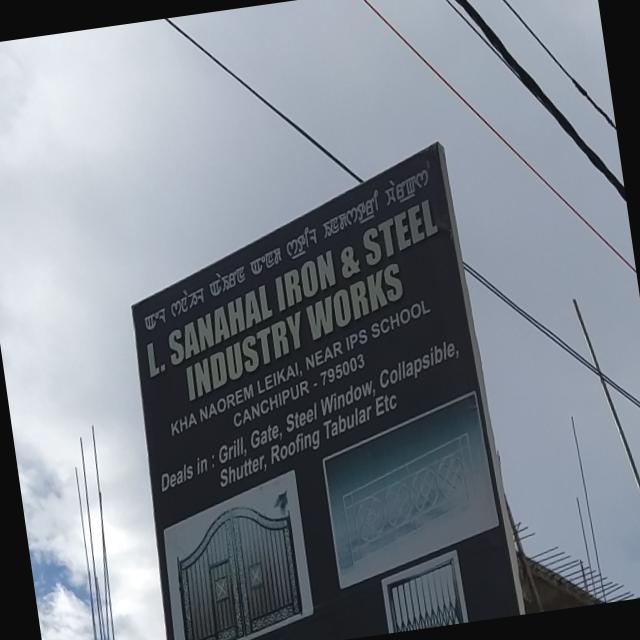 L. SANAHAL IRON & STEEL
INDUSTRY WORKS
KHA NAOREM LEIKAI, NEAR IPS SCHOOL
CANCHIPUR - 795003
Deals in : Grill, Gate, Steel Window, Collapsible,
Shutter, Roofing Tabular Etc